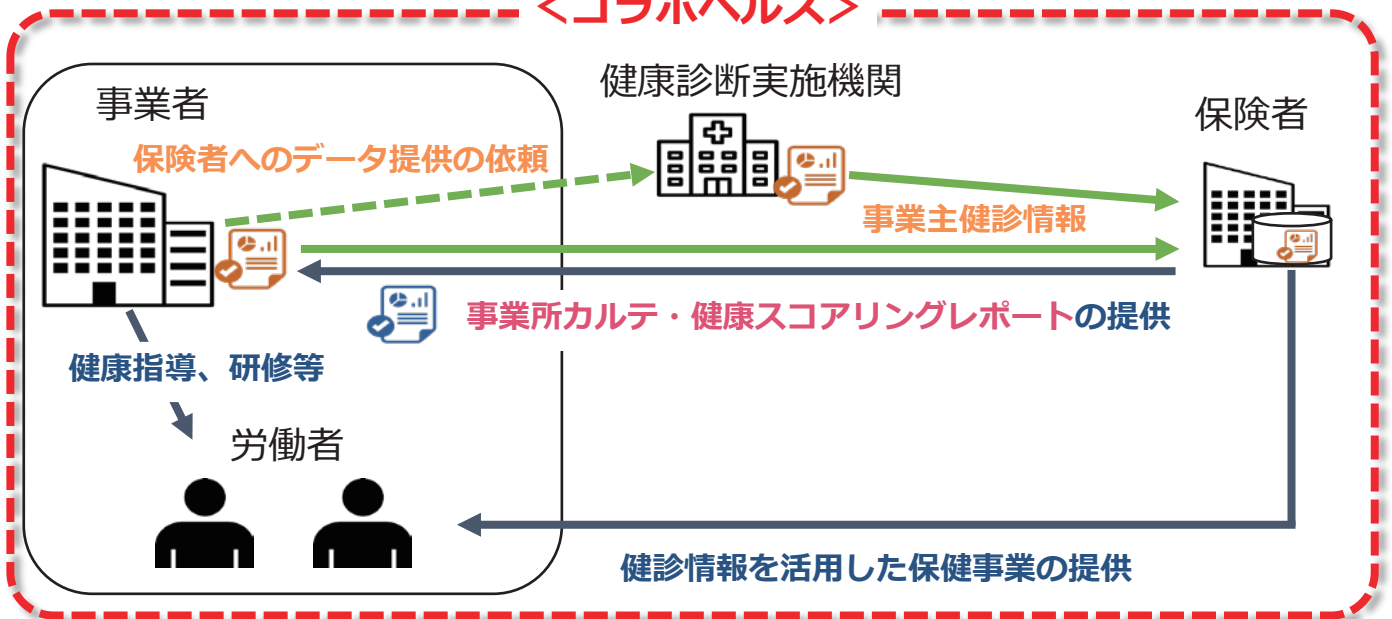 ＜コラボヘルス＞
事業者
健康診断実施機関
保険者
保険者へのデータ提供の依頼
事業主健診情報
事業所カルテ・健康スコアリングレポートの提供
健康指導、研修等
労働者
健診情報を活用した保健事業の提供